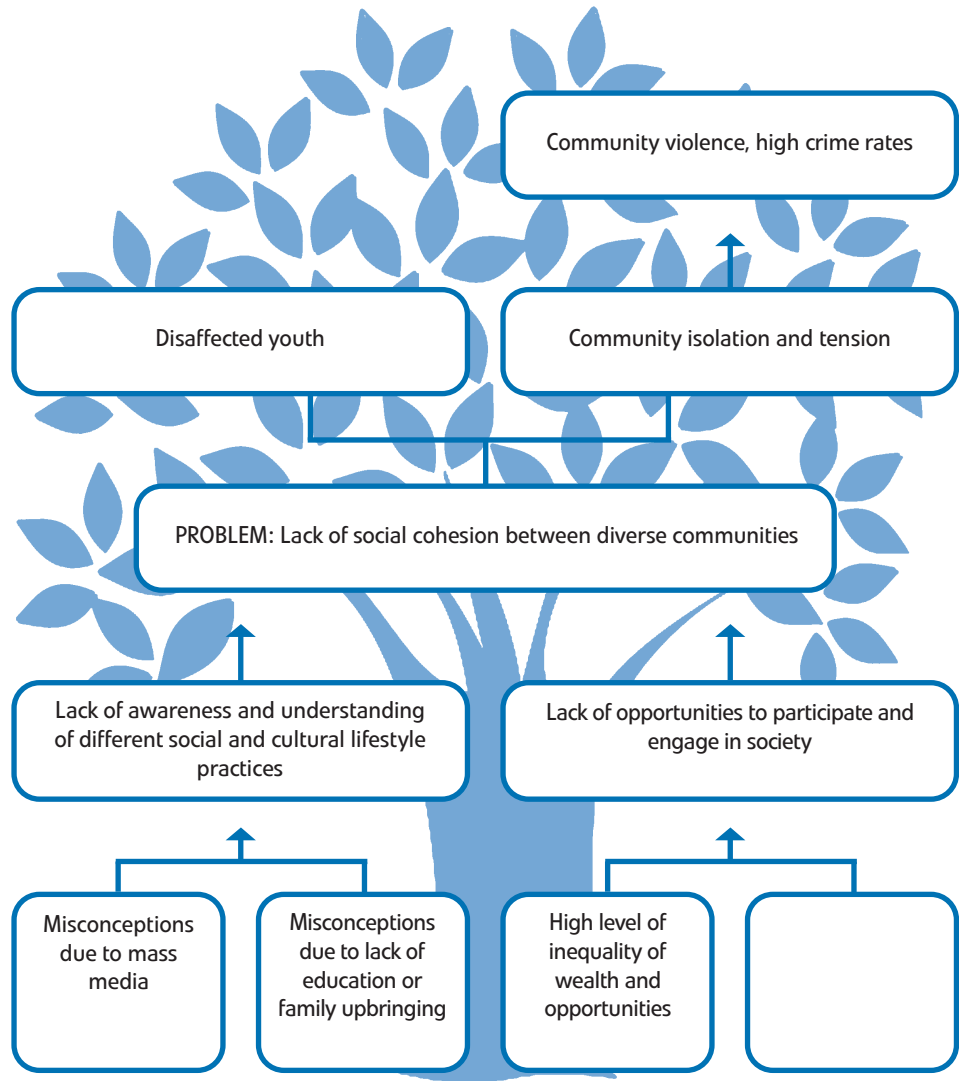 Community violence, high crime rates
Disaffected youth
Community isolation and tension
PROBLEM: Lack of social cohesion between diverse communities
Lack of awareness and understanding
of different social and cultural lifestyle
practices
Lack of opportunities to participate and
engage in society
Misconceptions
due to mass
media
Misconceptions
due to lack of
education or
family upbringing
High level of
inequality of
wealth and
opportunities